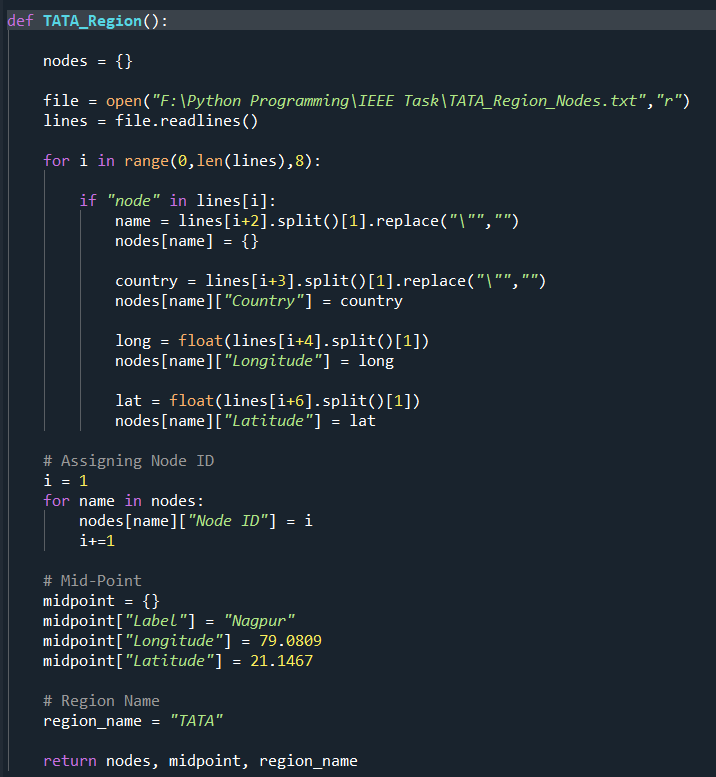 def TATA_Region():
nodes = {}
file = open("F:\Python Programming\IEEE Task\TATA_Region_Nodes.txt","r")
lines = file.readlines()
for i in range(0,len(lines),8):
if "node" in lines[i]:
name = lines[i+2].split()[1].replace("\"","")
nodes[name] = {}
country = lines[i+3].split()[1].replace("\"","")
nodes[name]["Country"] = country
long = float(lines[i+4].split()[1])
nodes[name]["Longitude"] = long
lat = float(lines[i+6].split()[1])
nodes[name]["Latitude"] = lat
# Assigning Node ID
i = 1
for name in nodes:
nodes[name]["Node ID"] = i
i+=1
# Mid-Point
midpoint = {}
midpoint["Label"] = "Nagpur"
midpoint["Longitude"] = 79.0809
midpoint["Latitude"] = 21.1467
# Region Name
region_name = "TATA"
return nodes, midpoint, region_name